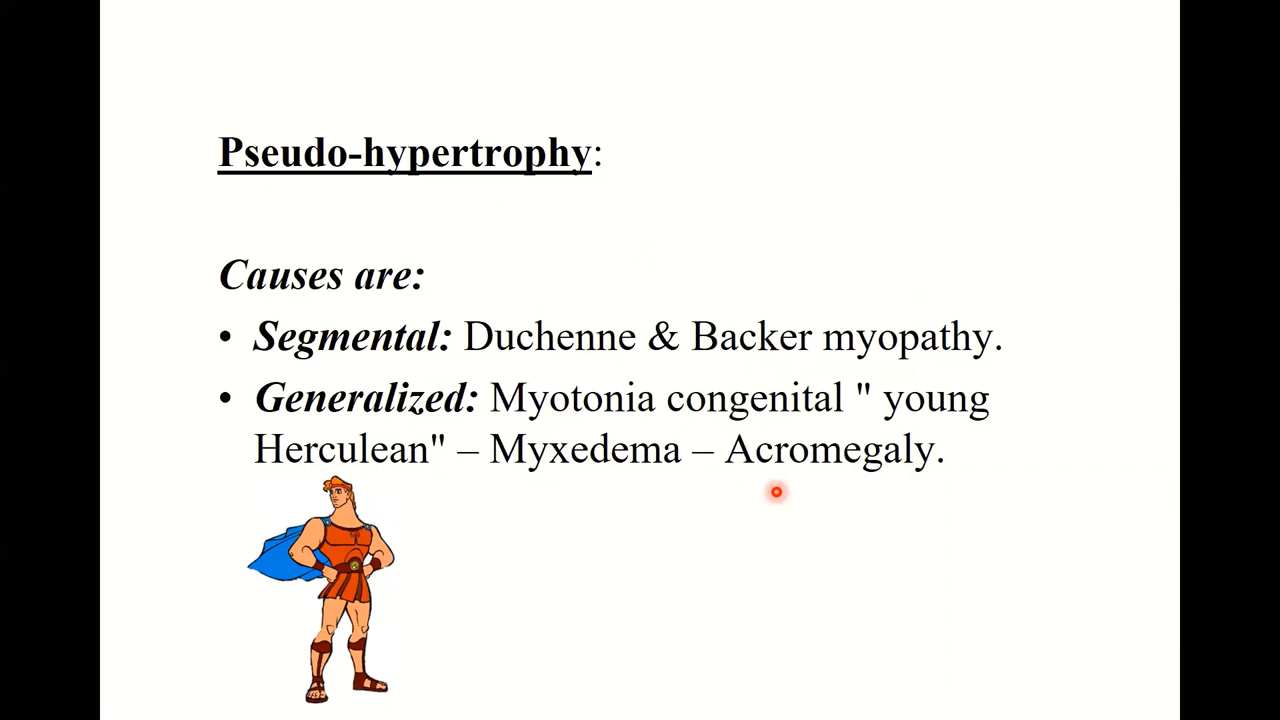 Pseudo-hypertrophy:
Causes are:
• Segmental: Duchenne & Backer myopathy.
• Generalized: Myotonia congenital " young
Herculean" – Myxedema – Acromegaly.